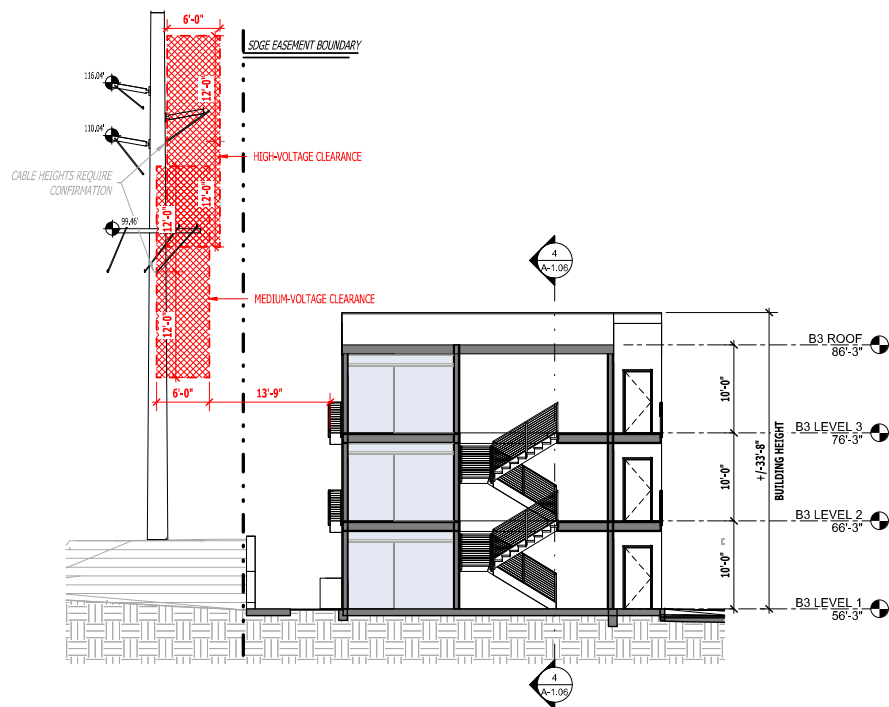 6'-0"
SDGE EASEMENT BOUNDARY
116.04'
12'-0"
110.04'
HIGH-VOLTAGE CLEARANCE
CABLE HEIGHTS REQUIRE
CONFIRMATION
12'-0"
12'-0"
99.46'
4
A-1.06
MEDIUM-VOLTAGE CLEARANCE
12'-0"
B3 ROOF
86'-3"
6'-0"
13'-9"
10'-0"
B3 LEVEL 3
76'-3"
+/-33'-8"
BUILDING HEIGHT
10'-0"
B3 LEVEL 2
66'-3"
10'-0"
B3 LEVEL 1
56'-3"
4
A-1.06